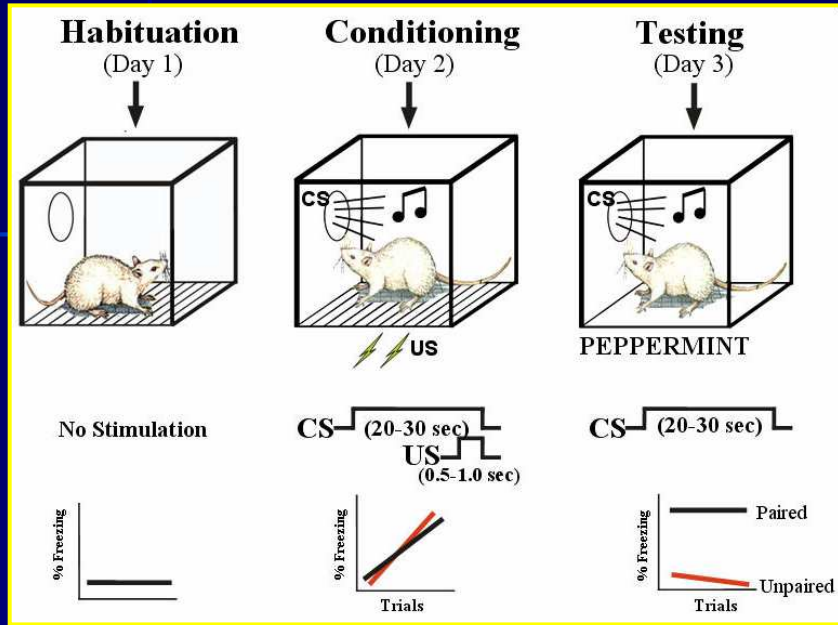 Habituation
(Day 1)
Conditioning
(Day 2)
Testing
(Day 3)
CS
US
CS
PEPPERMINT
No Stimulation
CS
(20-30 sec)
US
(0.5-1.0 sec)
CS
(20-30 sec)
% Freezing
% Freezing
Trials
% Freezing
Trials
Paired
Unpaired